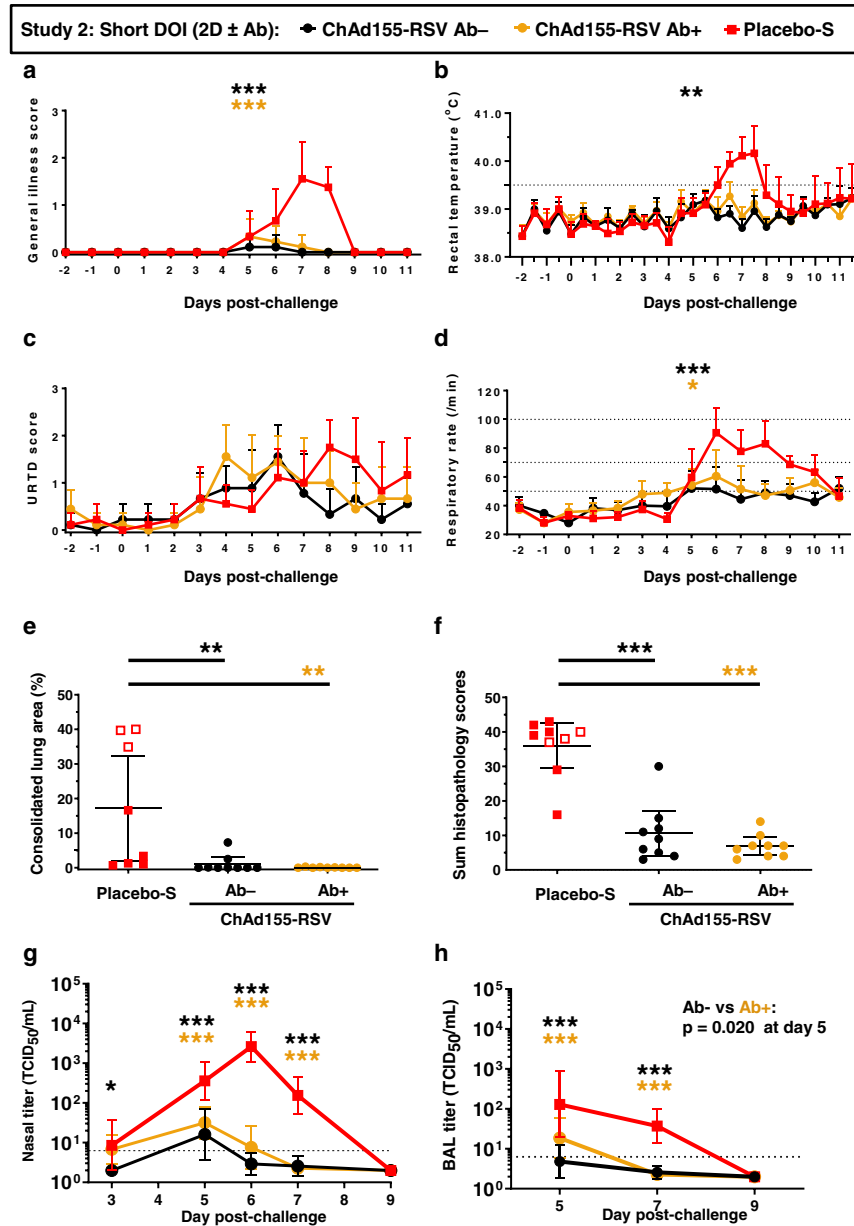 Study 2: Short DOI (2D ± Ab): ChAd155-RSV Ab– ChAd155-RSV Ab+ Placebo-S
a
***
***
General illness score
3
2
1
0
-2 -1 0 1 2 3 4 5 6 7 8 9 10 11
Days post-challenge
b
**
Rectal temperature (°C)
41.0
40.0
39.0
38.0
-2 -1 0 1 2 3 4 5 6 7 8 9 10 11
Days post-challenge
c
URTD score
3
2
1
0
-2 -1 0 1 2 3 4 5 6 7 8 9 10 11
Days post-challenge
d
***
*
Respiratory rate (/min)
120
100
80
60
40
20
-2 -1 0 1 2 3 4 5 6 7 8 9 10 11
Days post-challenge
e
**
**
Consolidated lung area (%)
50
40
30
20
10
0
Placebo-S Ab– Ab+
ChAd155-RSV
f
***
***
Sum histopathology scores
50
40
30
20
10
0
Placebo-S Ab– Ab+
ChAd155-RSV
g
*
***
***
***
***
***
***
Nasal titer (TCID50/mL)
10^5
10^4
10^3
10^2
10^1
10^0
3 4 5 6 7 8 9
Day post-challenge
h
***
***
***
***
Ab- vs Ab+:
p = 0.020 at day 5
BAL titer (TCID50/mL)
10^5
10^4
10^3
10^2
10^1
10^0
5 7 9
Day post-challenge